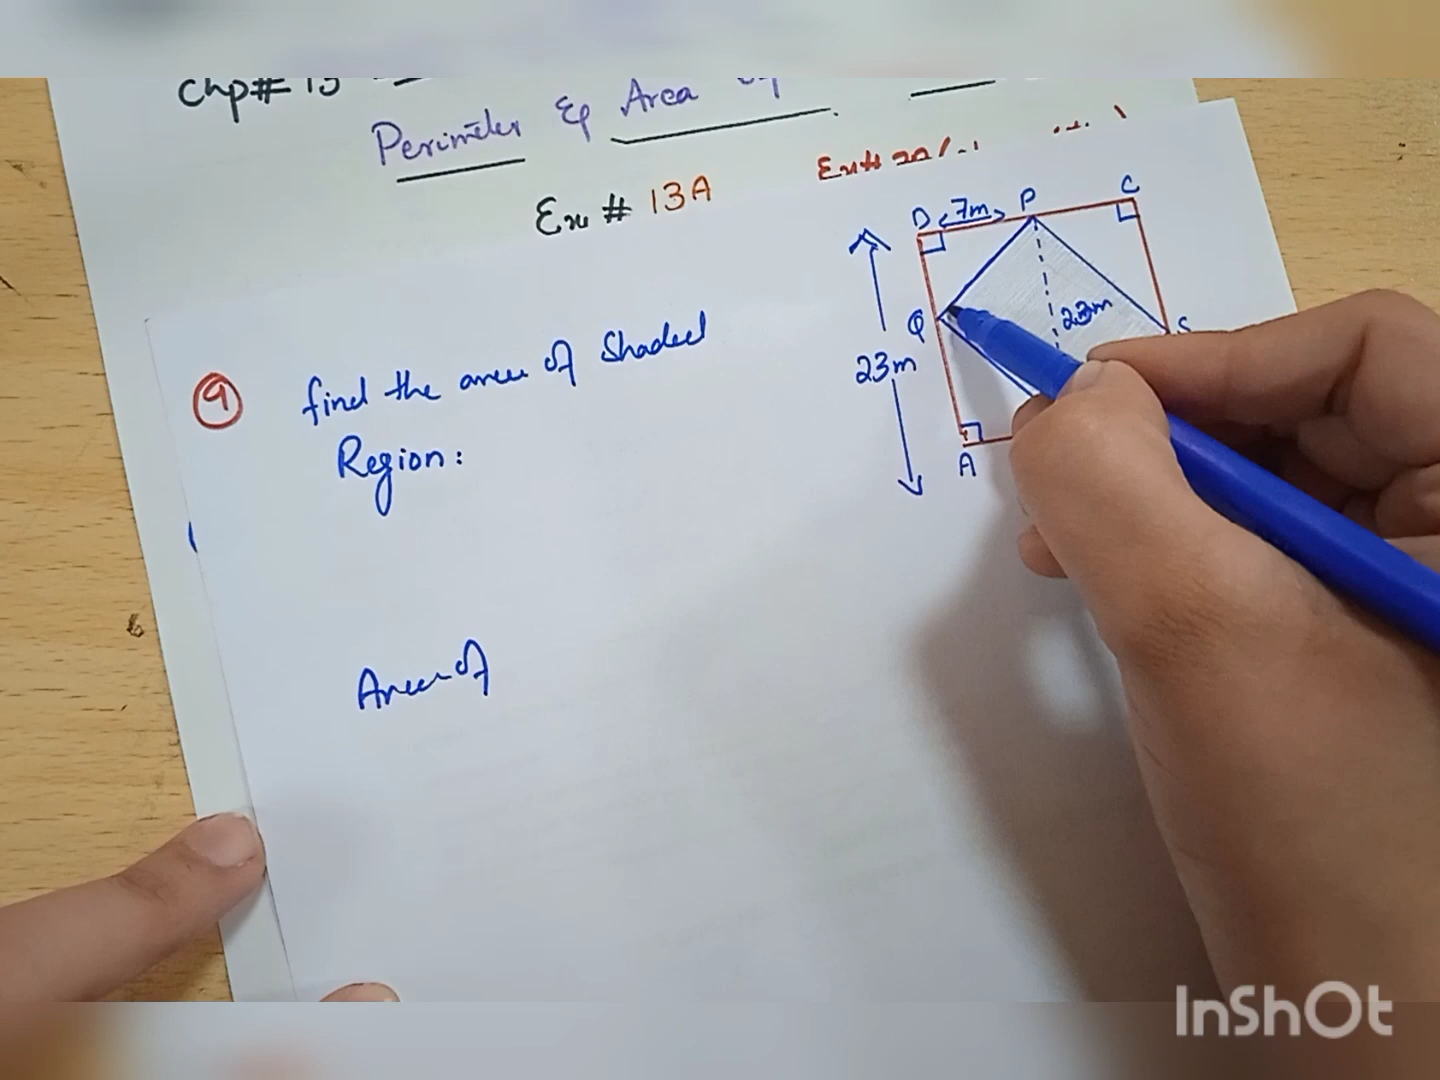 Chp# 13
Perimeter & Area of
Ex # 13A
9 find the area of Shaded
Region:
Area of
D 7m P C
Q 23m S
23m
A
InShOt